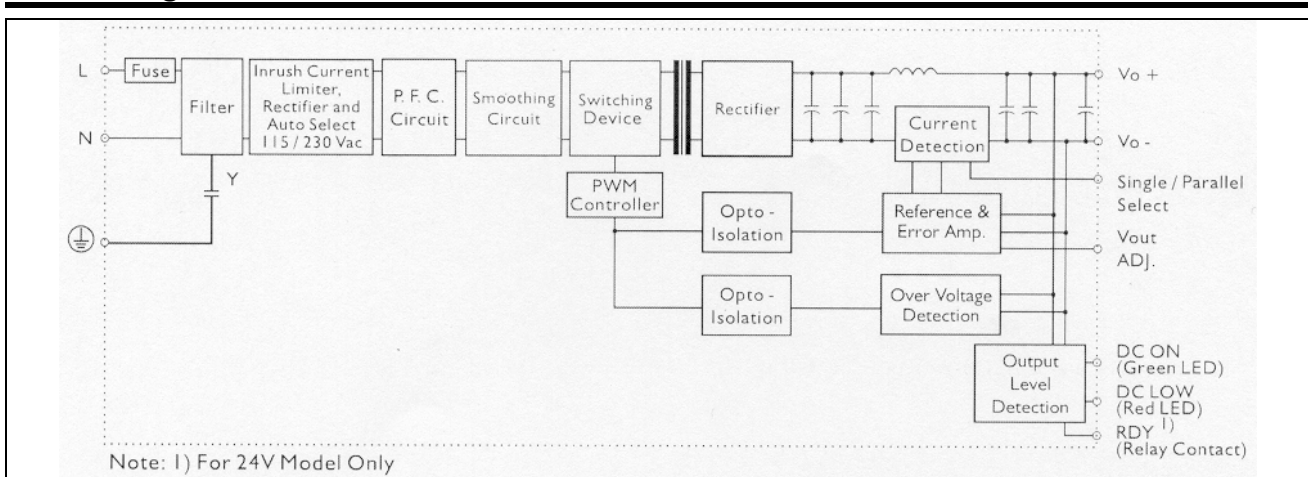 L
Fuse
Filter
Inrush Current
Limiter,
Rectifier and
Auto Select
115 / 230 Vac
P. F. C.
Circuit
Smoothing
Circuit
Switching
Device
Rectifier
Current
Detection
Vo +
N
Vo -
Y
PWM
Controller
Opto -
Isolation
Reference &
Error Amp.
Single / Parallel
Select
Vout
ADJ.
Opto -
Isolation
Over Voltage
Detection
Output
Level
Detection
DC ON
(Green LED)
DC LOW
(Red LED)
RDY 1)
(Relay Contact)
Note: 1) For 24V Model Only